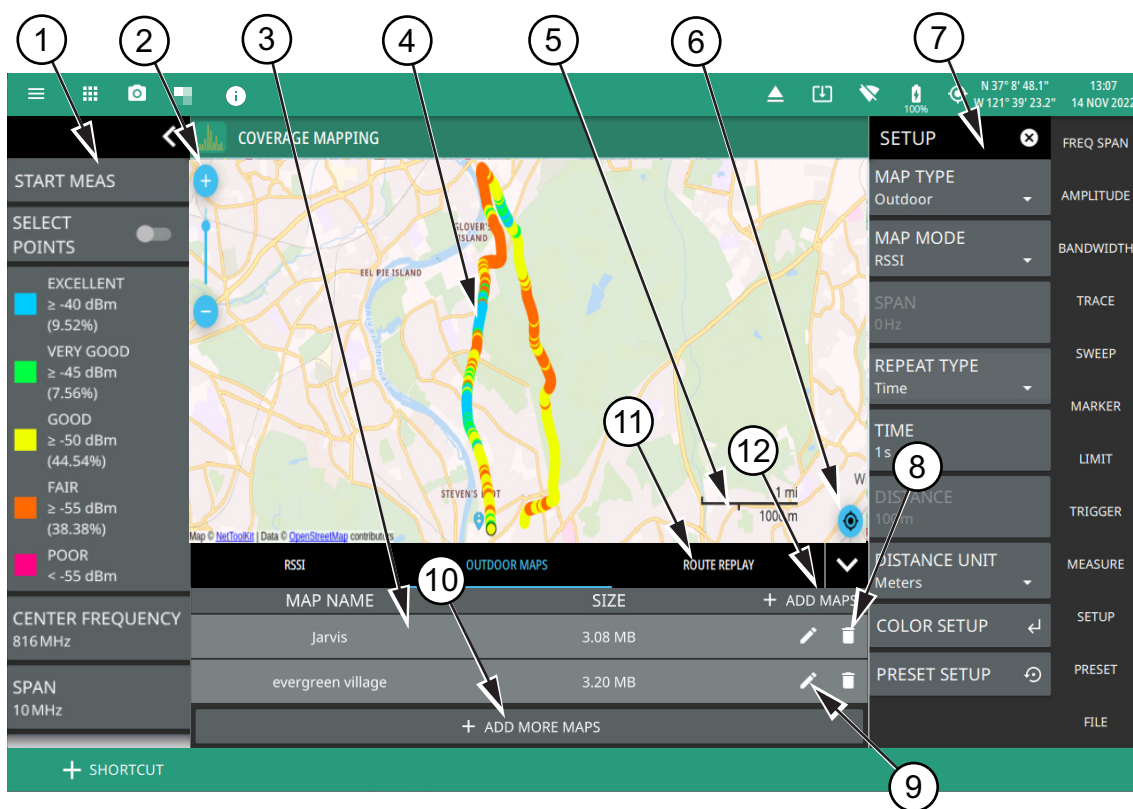 1
2
3
4
5
6
7
100%
N 37° 8' 48.1"
W 121° 39' 23.2"
13:07
14 NOV 2022
COVERAGE MAPPING
START MEAS
SELECT
POINTS
EXCELLENT
≥ -40 dBm
(9.52%)
VERY GOOD
≥ -45 dBm
(7.56%)
GOOD
≥ -50 dBm
(44.54%)
FAIR
≥ -55 dBm
(38.38%)
POOR
< -55 dBm
CENTER FREQUENCY
816 MHz
SPAN
10 MHz
GLOVER'S
ISLAND
EEL PIE ISLAND
STEVEN'S
1 mi
1000 m
Map © NetToolKit | Data © OpenStreetMap contributors
11
12
RSSI
OUTDOOR MAPS
ROUTE REPLAY
10
MAP NAME
SIZE
+ ADD MAPS
Jarvis
3.08 MB
evergreen village
3.20 MB
+ ADD MORE MAPS
SETUP
MAP TYPE
Outdoor
MAP MODE
RSSI
SPAN
0 Hz
REPEAT TYPE
Time
TIME
1 s
8
DISTANCE
100 m
DISTANCE UNIT
Meters
COLOR SETUP
PRESET SETUP
FREQ SPAN
AMPLITUDE
BANDWIDTH
TRACE
SWEEP
MARKER
LIMIT
TRIGGER
MEASURE
SETUP
PRESET
FILE
+ SHORTCUT
9